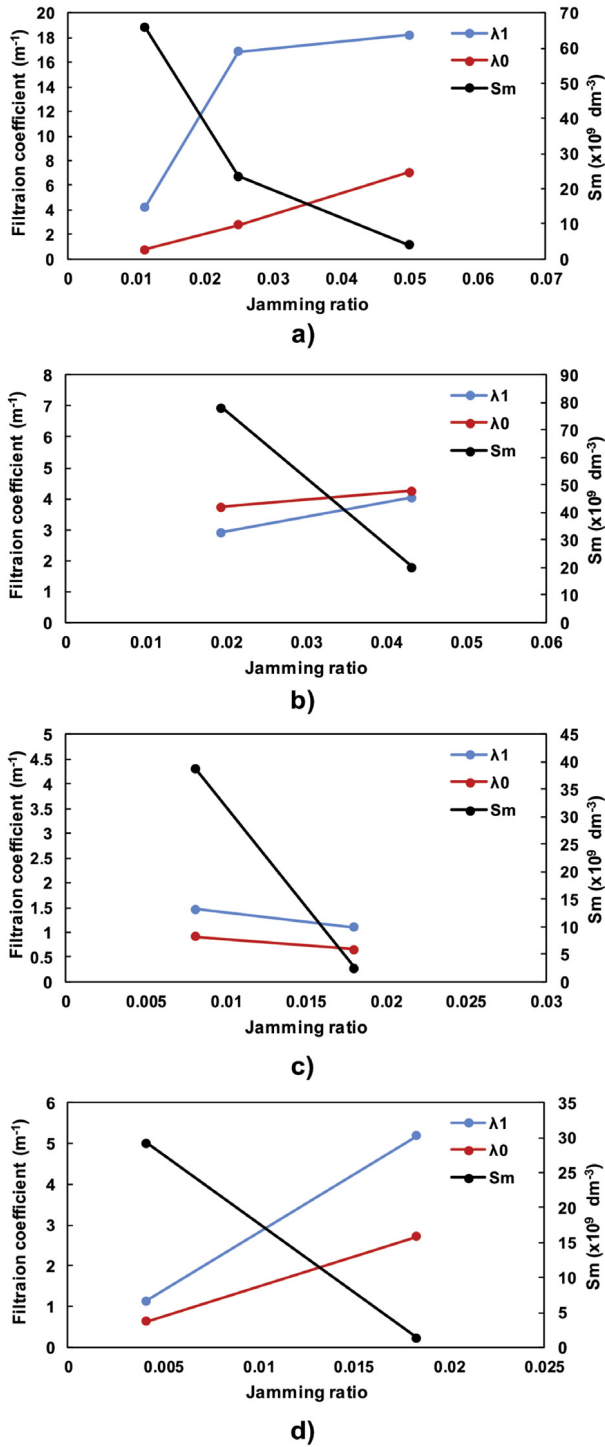 20
18
16
14
12
10
8
6
4
2
0
Filtraion coefficient (m-1)
λ1
λ0
Sm
70
60
50
40
30
20
10
0
Sm (x10⁹ dm-3)
0 0.01 0.02 0.03 0.04 0.05 0.06 0.07
Jamming ratio
a)
8
7
6
5
4
3
2
1
0
Filtraion coefficient (m-1)
λ1
λ0
Sm
90
80
70
60
50
40
30
20
10
0
Sm (x10⁹ dm-3)
0 0.01 0.02 0.03 0.04 0.05 0.06
Jamming ratio
b)
5
4.5
4
3.5
3
2.5
2
1.5
1
0.5
0
Filtraion coefficient (m-1)
λ1
λ0
Sm
45
40
35
30
25
20
15
10
5
0
Sm (x10⁹ dm-3)
0 0.005 0.01 0.015 0.02 0.025 0.03
Jamming ratio
c)
6
5
4
3
2
1
0
Filtraion coefficient (m-1)
λ1
λ0
Sm
35
30
25
20
15
10
5
0
Sm (x10⁹ dm-3)
0 0.005 0.01 0.015 0.02 0.025
Jamming ratio
d)